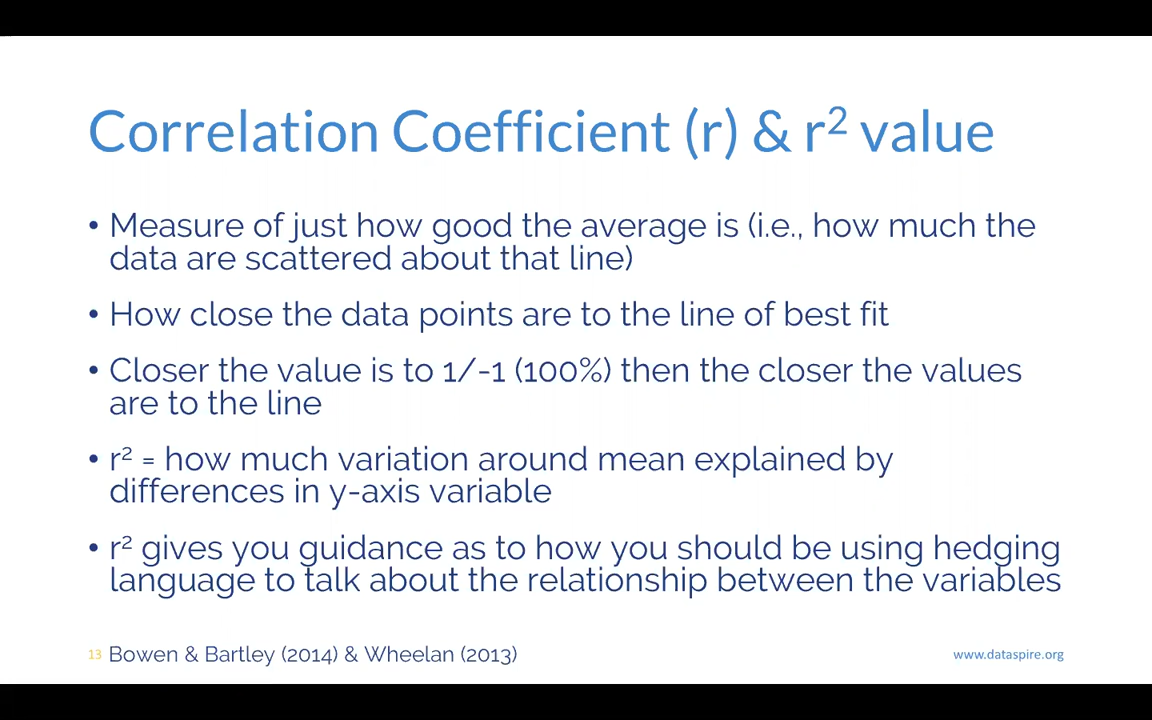 Correlation Coefficient (r) & r² value
• Measure of just how good the average is (i.e., how much the
data are scattered about that line)
• How close the data points are to the line of best fit
• Closer the value is to 1/-1 (100%) then the closer the values
are to the line
• r² = how much variation around mean explained by
differences in y-axis variable
• r² gives you guidance as to how you should be using hedging
language to talk about the relationship between the variables
13 Bowen & Bartley (2014) & Wheelan (2013)
www.dataspire.org